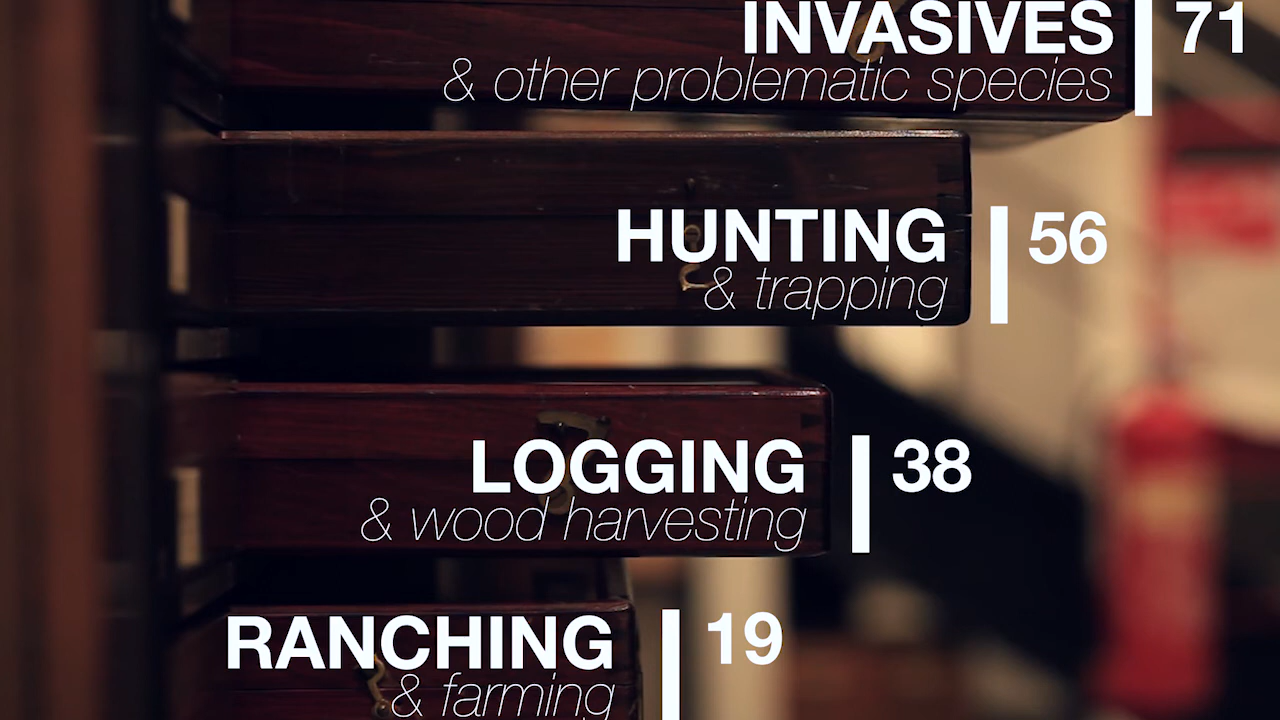 INVASIVES 71
& other problematic species
HUNTING 56
& trapping
LOGGING 38
& wood harvesting
RANCHING 19
& farming